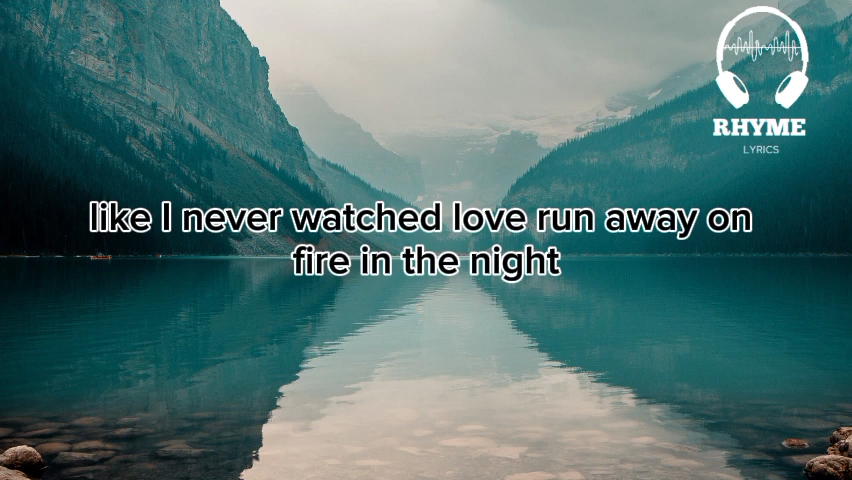 RHYME
LYRICS
like I never watched love run away on
fire in the night